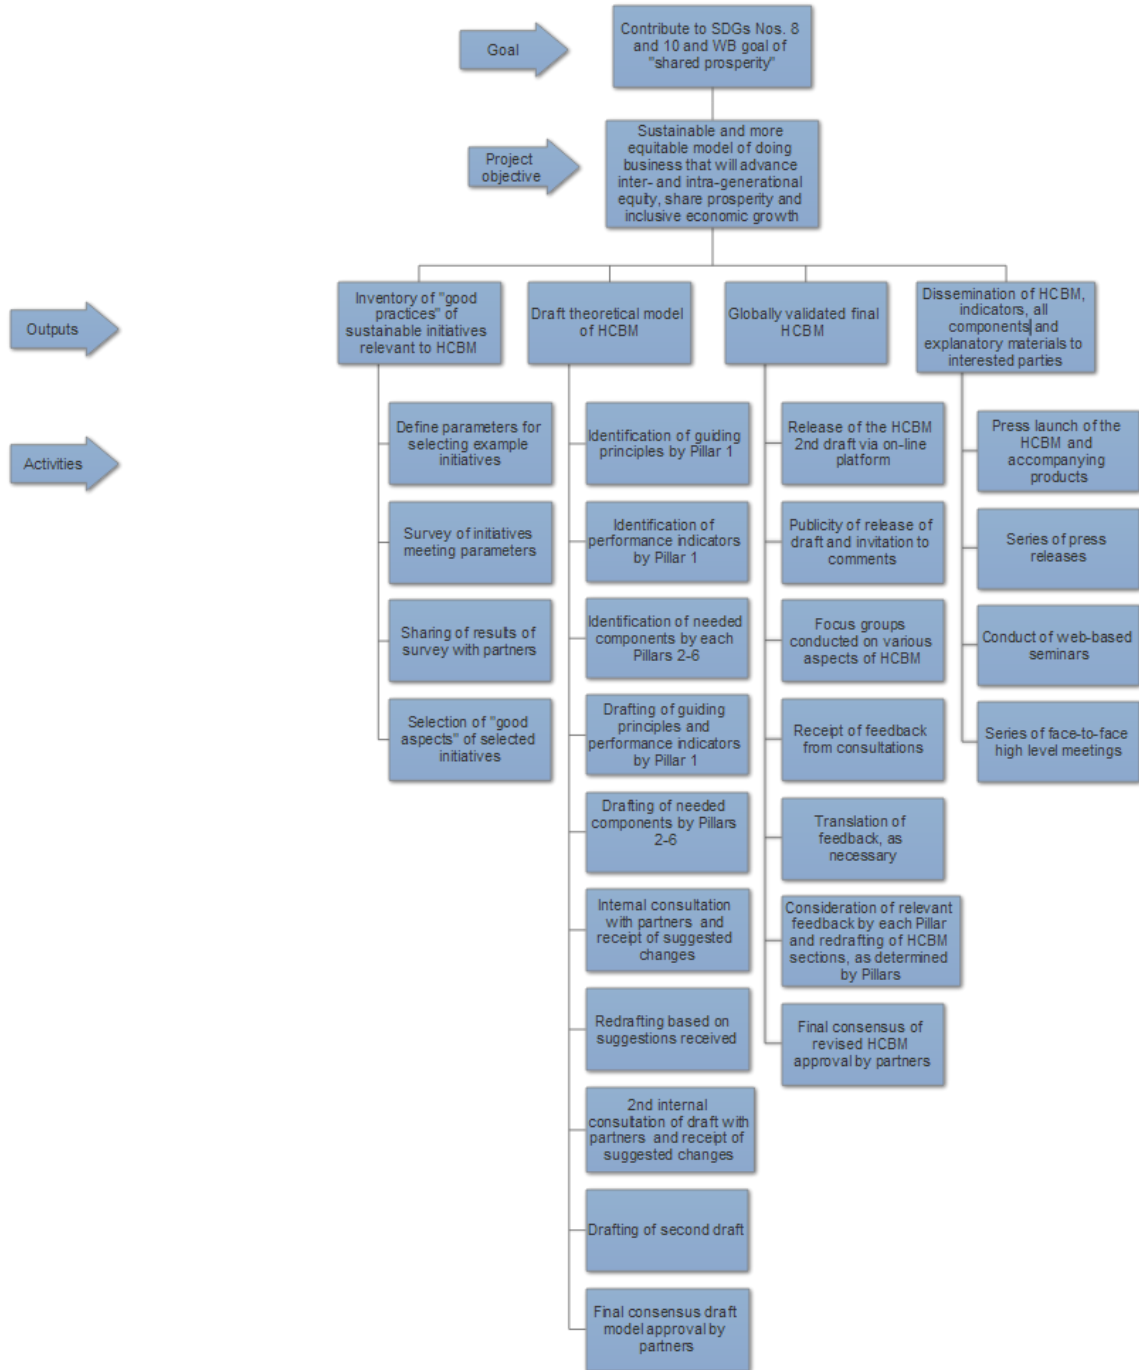 Goal
Contribute to SDGs Nos. 8
and 10 and WB goal of
"shared prosperity"
Project
objective
Sustainable and more
equitable model of doing
business that will advance
inter- and intra-generational
equity, share prosperity and
inclusive economic growth
Outputs
Inventory of "good
practices" of
sustainable initiatives
relevant to HCBM
Draft theoretical model
of HCBM
Globally validated final
HCBM
Dissemination of HCBM,
indicators, all
components and
explanatory materials to
interested parties
Activities
Define parameters for
selecting example
initiatives
Survey of initiatives
meeting parameters
Sharing of results of
survey with partners
Selection of "good
aspects" of selected
initiatives
Identification of guiding
principles by Pillar 1
Identification of
performance indicators
by Pillar 1
Identification of needed
components by each
Pillars 2-6
Drafting of guiding
principles and
performance indicators
by Pillar 1
Drafting of needed
components by Pillars
2-6
Internal consultation
with partners and
receipt of suggested
changes
Redrafting based on
suggestions received
2nd internal
consultation of draft with
partners and receipt of
suggested changes
Drafting of second draft
Final consensus draft
model approval by
partners
Release of the HCBM
2nd draft via on-line
platform
Publicity of release of
draft and invitation to
comments
Focus groups
conducted on various
aspects of HCBM
Receipt of feedback
from consultations
Translation of
feedback, as
necessary
Consideration of relevant
feedback by each Pillar
and redrafting of HCBM
sections, as determined
by Pillars
Final consensus of
revised HCBM
approval by partners
Press launch of the
HCBM and
accompanying
products
Series of press
releases
Conduct of web-based
seminars
Series of face-to-face
high level meetings